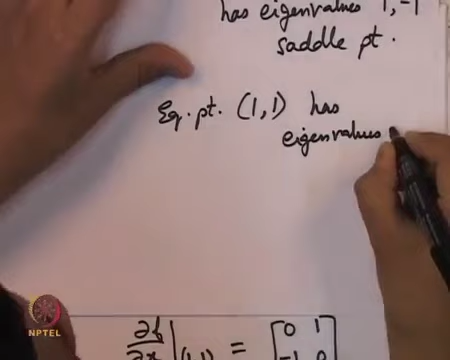 has eigenvalues 1, -1
saddle pt.
Eq. pt. (1,1) has
eigenvalues
∂f/∂x |(1,1) = [0 1
-1 0]
NPTEL